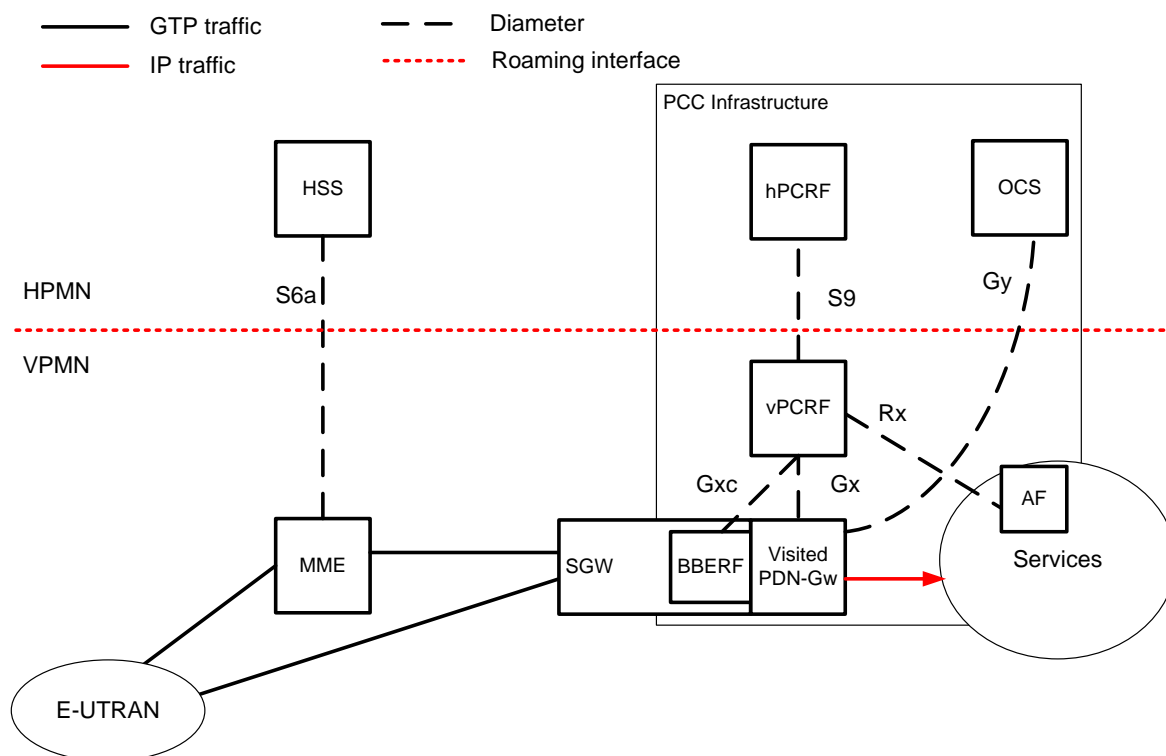 GTP traffic
Diameter
IP traffic
Roaming interface
PCC Infrastructure
HSS
hPCRF
OCS
HPMN
S6a
S9
Gy
VPMN
vPCRF
Rx
Gxc
Gx
AF
MME
SGW
BBERF
Visited
PDN-Gw
Services
E-UTRAN